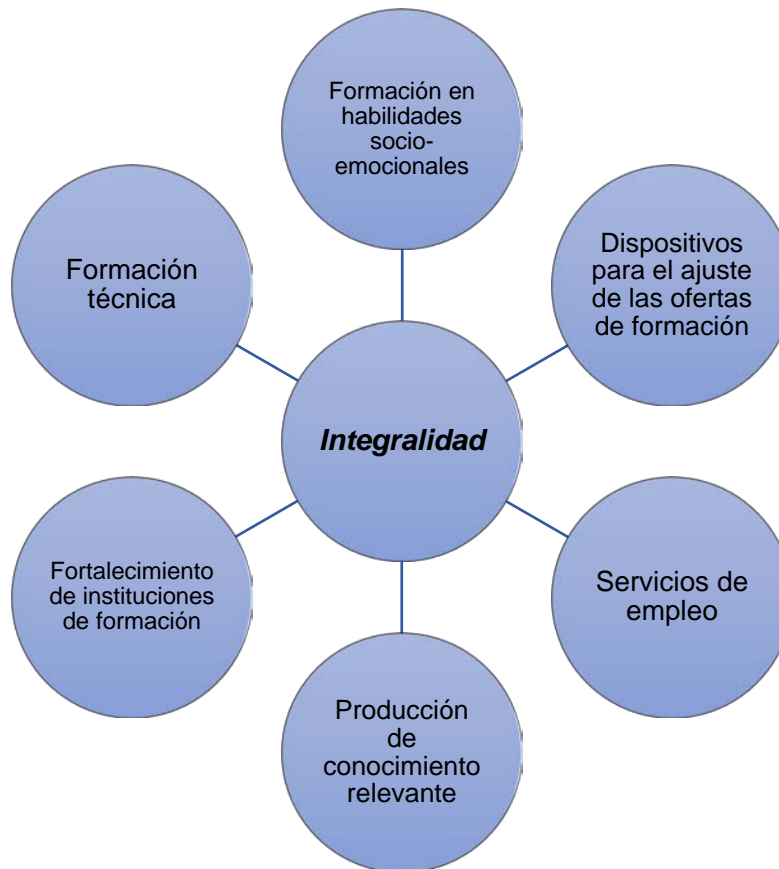 Formación en
habilidades
socio-
emocionales
Formación
técnica
Dispositivos
para el ajuste
de las ofertas
de formación
Integralidad
Fortalecimiento
de instituciones
de formación
Servicios de
empleo
Producción
de
conocimiento
relevante